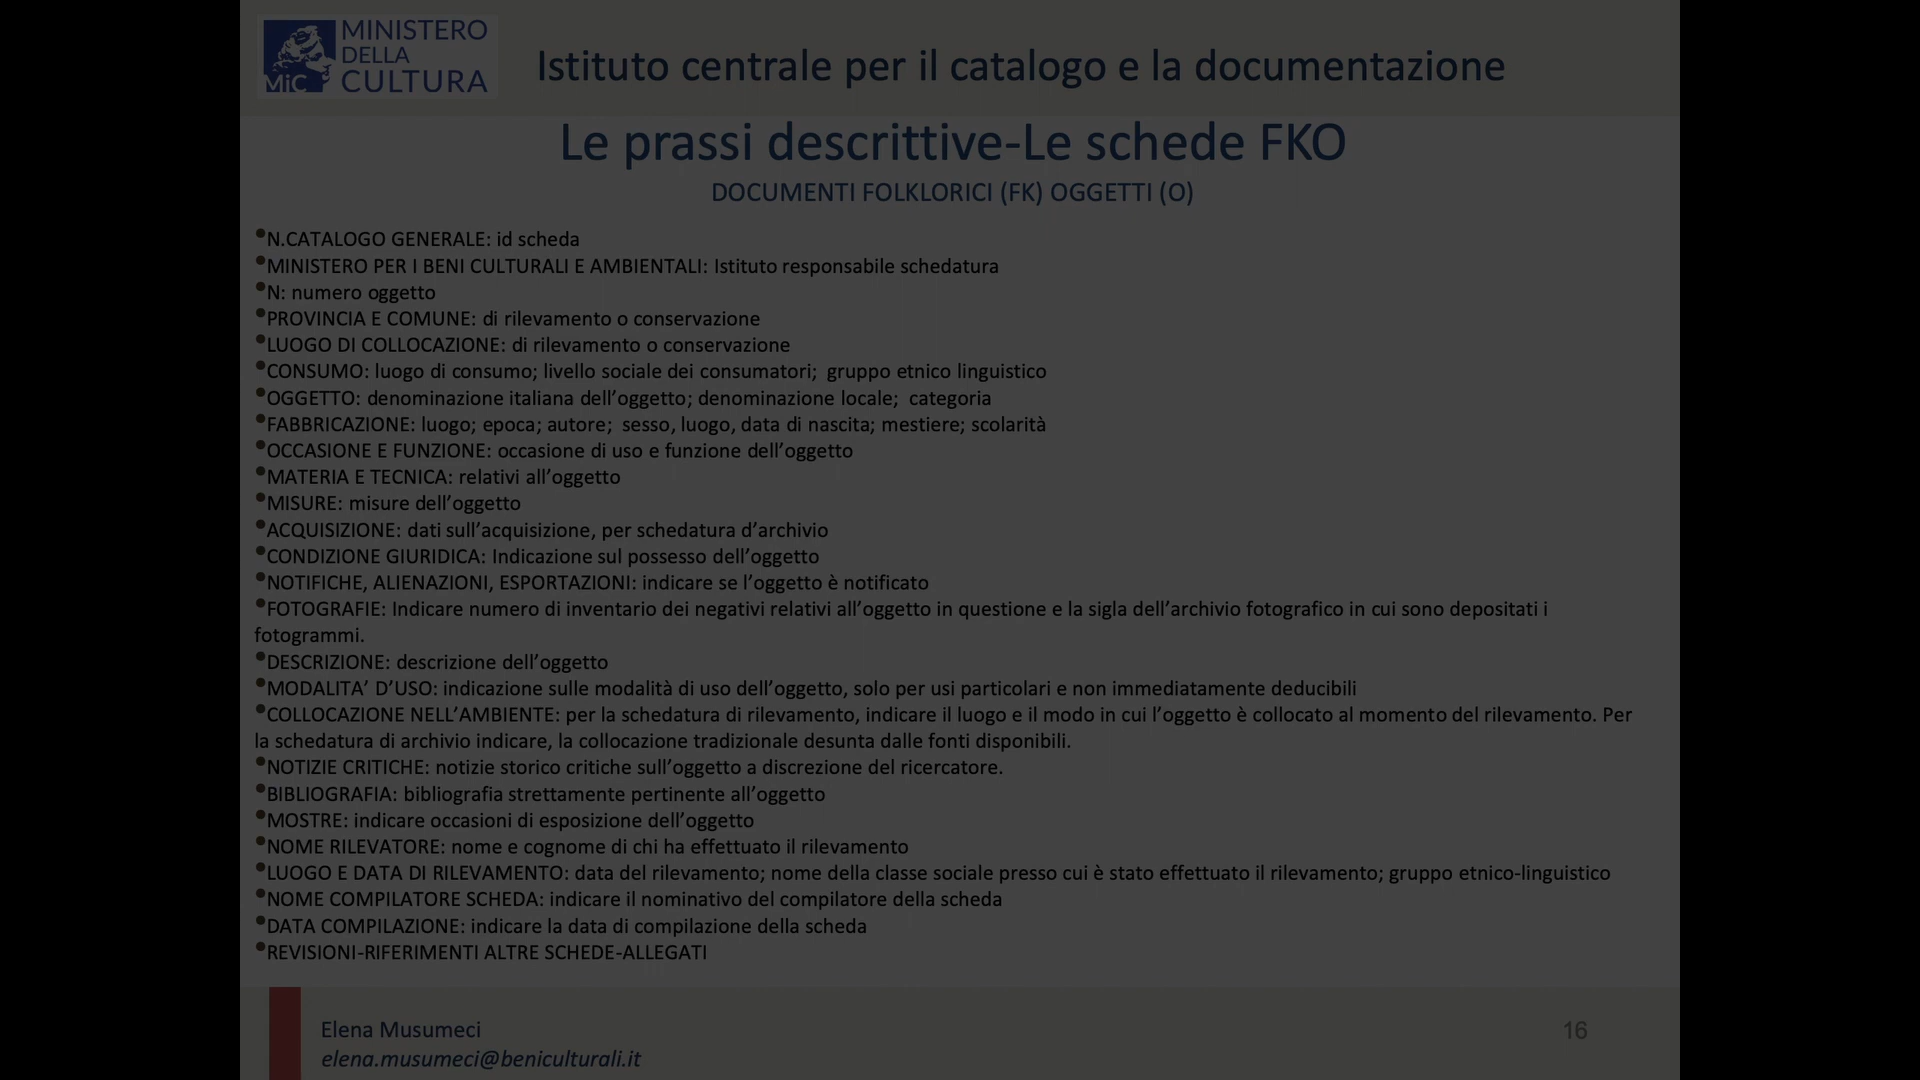 MINISTERO
DELLA
CULTURA
MiC
Istituto centrale per il catalogo e la documentazione
Le prassi descrittive-Le schede FKO
DOCUMENTI FOLKLORICI (FK) OGGETTI (O)
•N.CATALOGO GENERALE: id scheda
•MINISTERO PER I BENI CULTURALI E AMBIENTALI: Istituto responsabile schedatura
•N: numero oggetto
•PROVINCIA E COMUNE: di rilevamento o conservazione
•LUOGO DI COLLOCAZIONE: di rilevamento o conservazione
•CONSUMO: luogo di consumo; livello sociale dei consumatori; gruppo etnico linguistico
•OGGETTO: denominazione italiana dell’oggetto; denominazione locale; categoria
•FABBRICAZIONE: luogo; epoca; autore; sesso, luogo, data di nascita; mestiere; scolarità
•OCCASIONE E FUNZIONE: occasione di uso e funzione dell’oggetto
•MATERIA E TECNICA: relativi all’oggetto
•MISURE: misure dell’oggetto
•ACQUISIZIONE: dati sull’acquisizione, per schedatura d’archivio
•CONDIZIONE GIURIDICA: Indicazione sul possesso dell’oggetto
•NOTIFICHE, ALIENAZIONI, ESPORTAZIONI: indicare se l’oggetto è notificato
•FOTOGRAFIE: Indicare numero di inventario dei negativi relativi all’oggetto in questione e la sigla dell’archivio fotografico in cui sono depositati i
fotogrammi.
•DESCRIZIONE: descrizione dell’oggetto
•MODALITA’ D’USO: indicazione sulle modalità di uso dell’oggetto, solo per usi particolari e non immediatamente deducibili
•COLLOCAZIONE NELL’AMBIENTE: per la schedatura di rilevamento, indicare il luogo e il modo in cui l’oggetto è collocato al momento del rilevamento. Per
la schedatura di archivio indicare, la collocazione tradizionale desunta dalle fonti disponibili.
•NOTIZIE CRITICHE: notizie storico critiche sull’oggetto a discrezione del ricercatore.
•BIBLIOGRAFIA: bibliografia strettamente pertinente all’oggetto
•MOSTRE: indicare occasioni di esposizione dell’oggetto
•NOME RILEVATORE: nome e cognome di chi ha effettuato il rilevamento
•LUOGO E DATA DI RILEVAMENTO: data del rilevamento; nome della classe sociale presso cui è stato effettuato il rilevamento; gruppo etnico-linguistico
•NOME COMPILATORE SCHEDA: indicare il nominativo del compilatore della scheda
•DATA COMPILAZIONE: indicare la data di compilazione della scheda
•REVISIONI-RIFERIMENTI ALTRE SCHEDE-ALLEGATI
Elena Musumeci
elena.musumeci@beniculturali.it
16